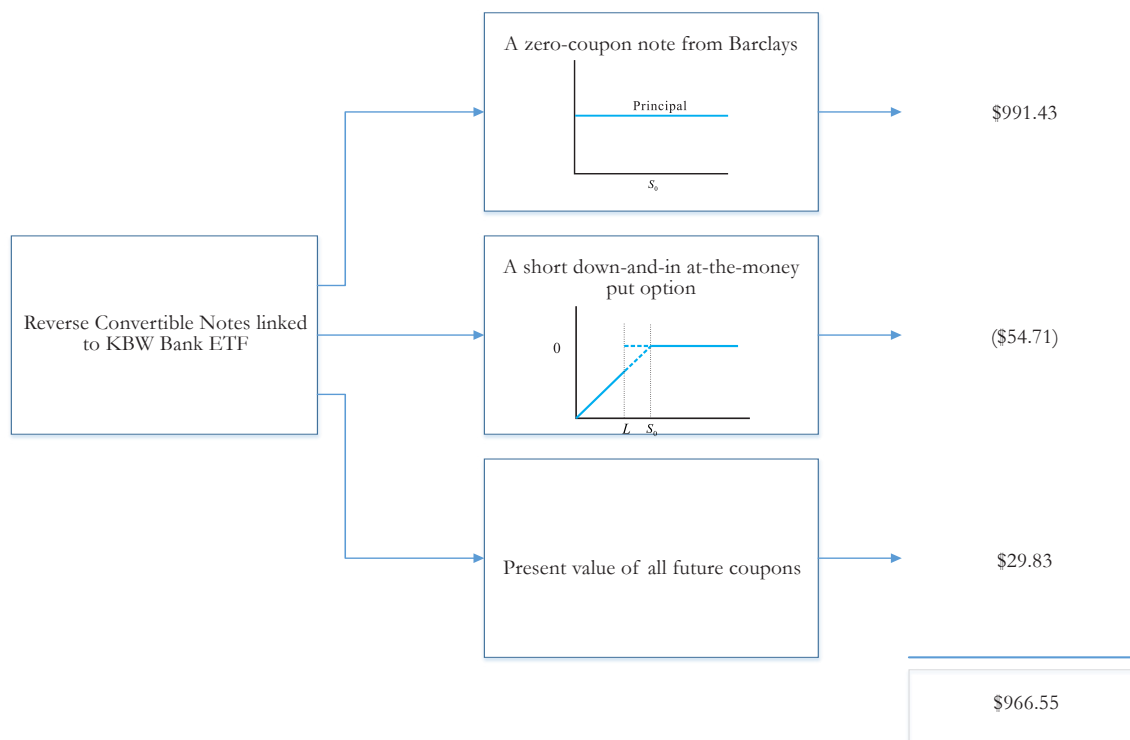 A zero-coupon note from Barclays
Principal
S0
$991.43
Reverse Convertible Notes linked
to KBW Bank ETF
A short down-and-in at-the-money
put option
0
L S0
($54.71)
Present value of all future coupons
$29.83
$966.55